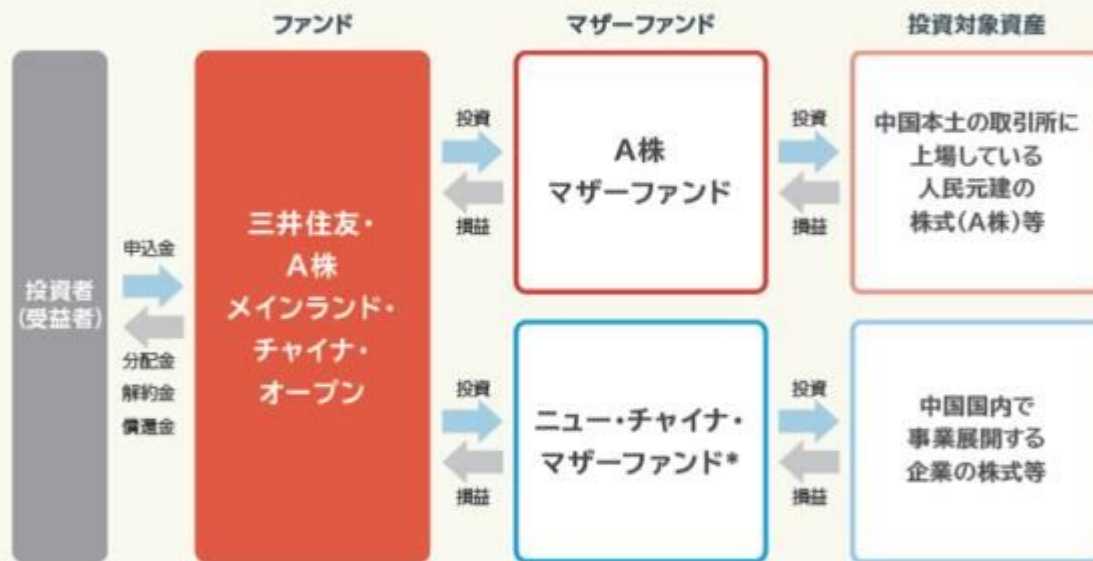 ファンド
マザーファンド
投資対象資産
投資者
(受益者)
申込金
分配金
解約金
償還金
三井住友・
A株
メインランド・
チャイナ・
オープン
投資
損益
A株
マザーファンド
投資
損益
中国本土の取引所に
上場している
人民元建の
株式(A株)等
投資
損益
ニュー・チャイナ・
マザーファンド*
投資
損益
中国国内で
事業展開する
企業の株式等